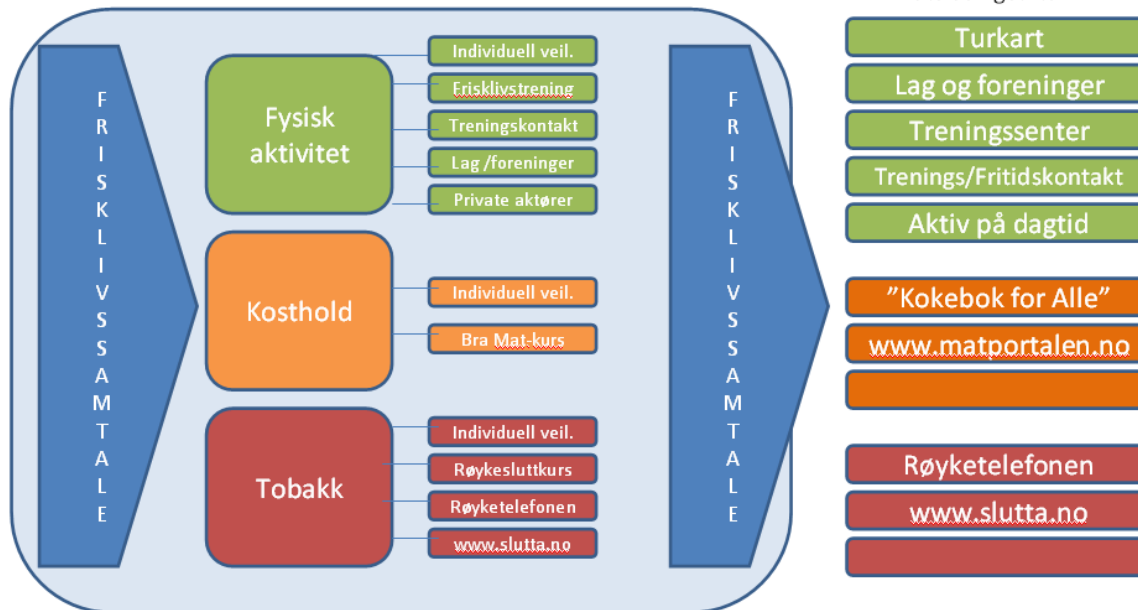 FRISKLIVSSAMTALE
Fysisk
aktivitet
Individuell veil.
Frisklivstrening
Treningskontakt
Lag /foreninger
Private aktører
Kosthold
Individuell veil.
Bra Mat-kurs
Tobakk
Individuell veil.
Røykesluttkurs
Røyketelefonen
www.slutta.no
FRISKLIVSSAMTALE
Turkart
Lag og foreninger
Treningssenter
Trenings/Fritidskontakt
Aktiv på dagtid
”Kokebok for Alle”
www.matportalen.no
Røyketelefonen
www.slutta.no